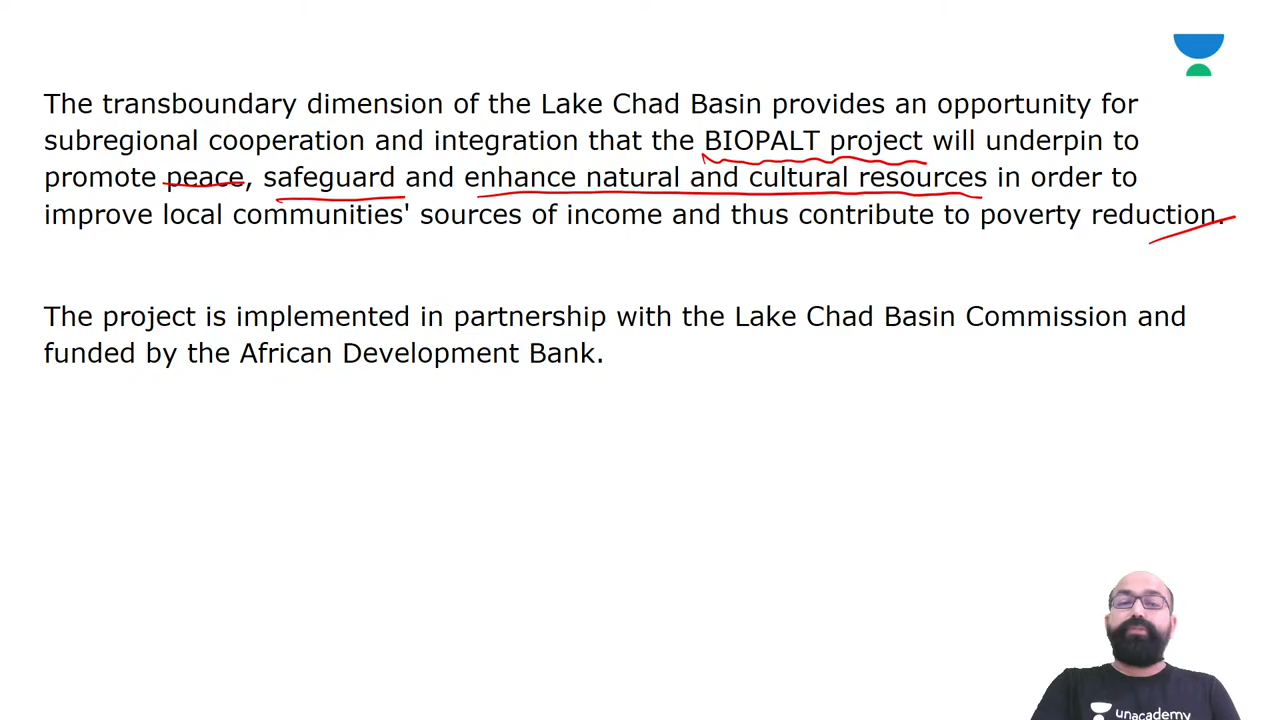 The transboundary dimension of the Lake Chad Basin provides an opportunity for
subregional cooperation and integration that the BIOPALT project will underpin to
promote peace, safeguard and enhance natural and cultural resources in order to
improve local communities' sources of income and thus contribute to poverty reduction.
The project is implemented in partnership with the Lake Chad Basin Commission and
funded by the African Development Bank.
unacademy